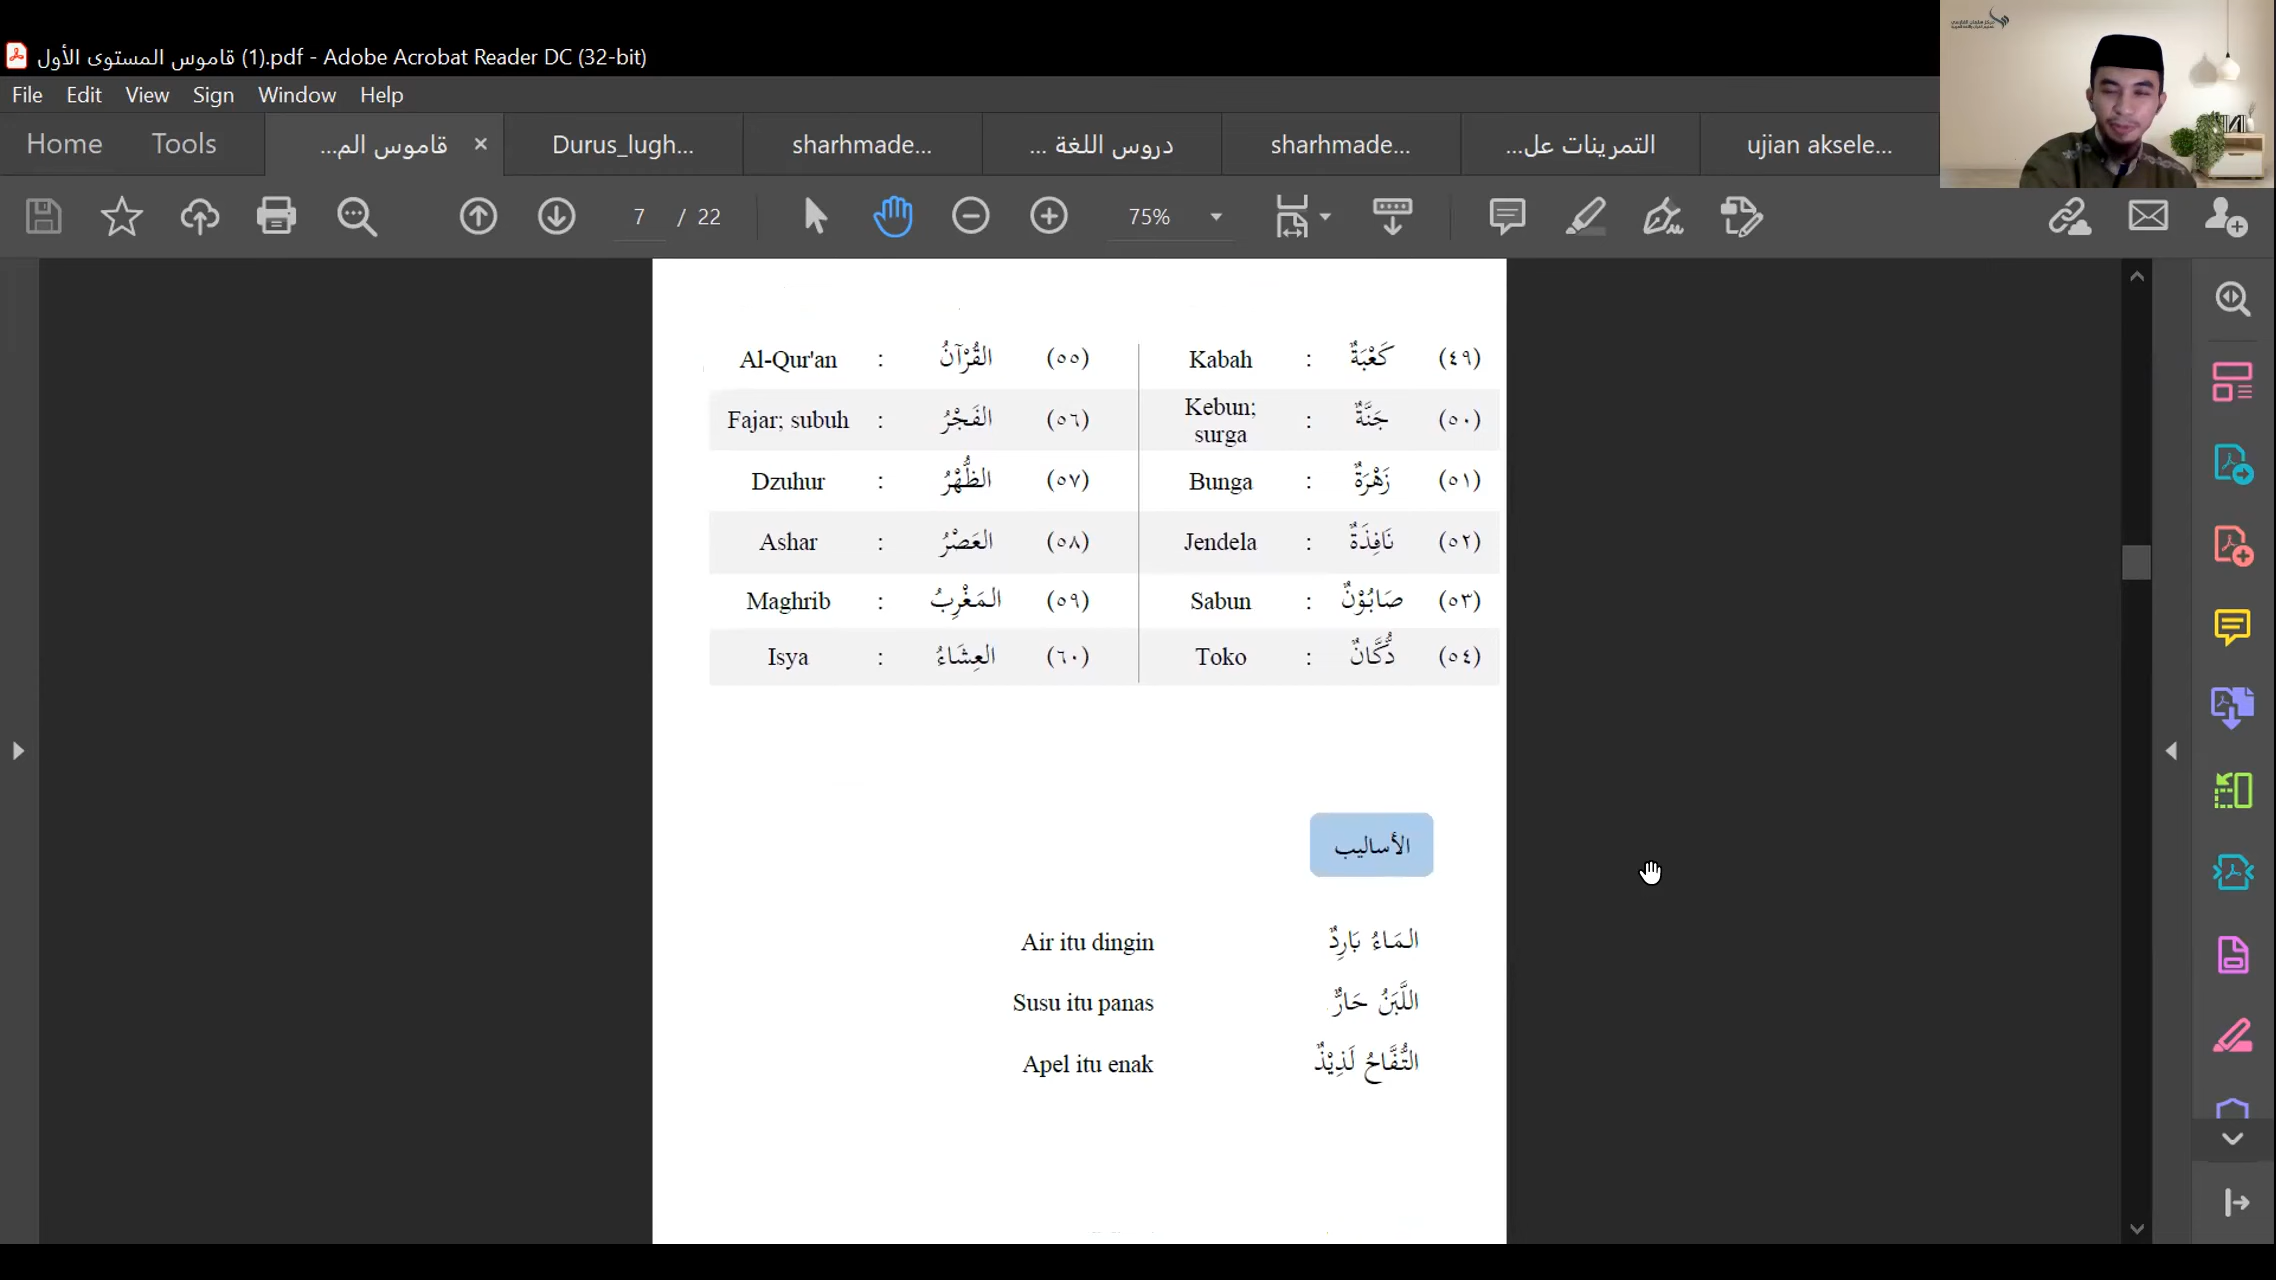 قاموس المستوى الأول (1).pdf - Adobe Acrobat Reader DC (32-bit)
File Edit View Sign Window Help
Home Tools قاموس الم... × Durus_lugh... sharhmade... دروس اللغة ... sharhmade... التمرينات عل... ujian aksele...
7 / 22 75%
(٤٩) كَعْبَةٌ : Kabah (٥٥) القُرْآنُ : Al-Qur'an
(٥٠) جَنَّةٌ : Kebun; surga (٥٦) الفَجْرُ : Fajar; subuh
(٥١) زَهْرَةٌ : Bunga (٥٧) الظُّهْرُ : Dzuhur
(٥٢) نَافِذَةٌ : Jendela (٥٨) العَصْرُ : Ashar
(٥٣) صَابُوْنٌ : Sabun (٥٩) المَغْرِبُ : Maghrib
(٥٤) دُّكَّانٌ : Toko (٦٠) العِشَاءُ : Isya
الأساليب
المَاءُ بَارِدٌ Air itu dingin
اللَّبَنُ حَارٌّ Susu itu panas
التُّفَّاحُ لَذِيْذٌ Apel itu enak